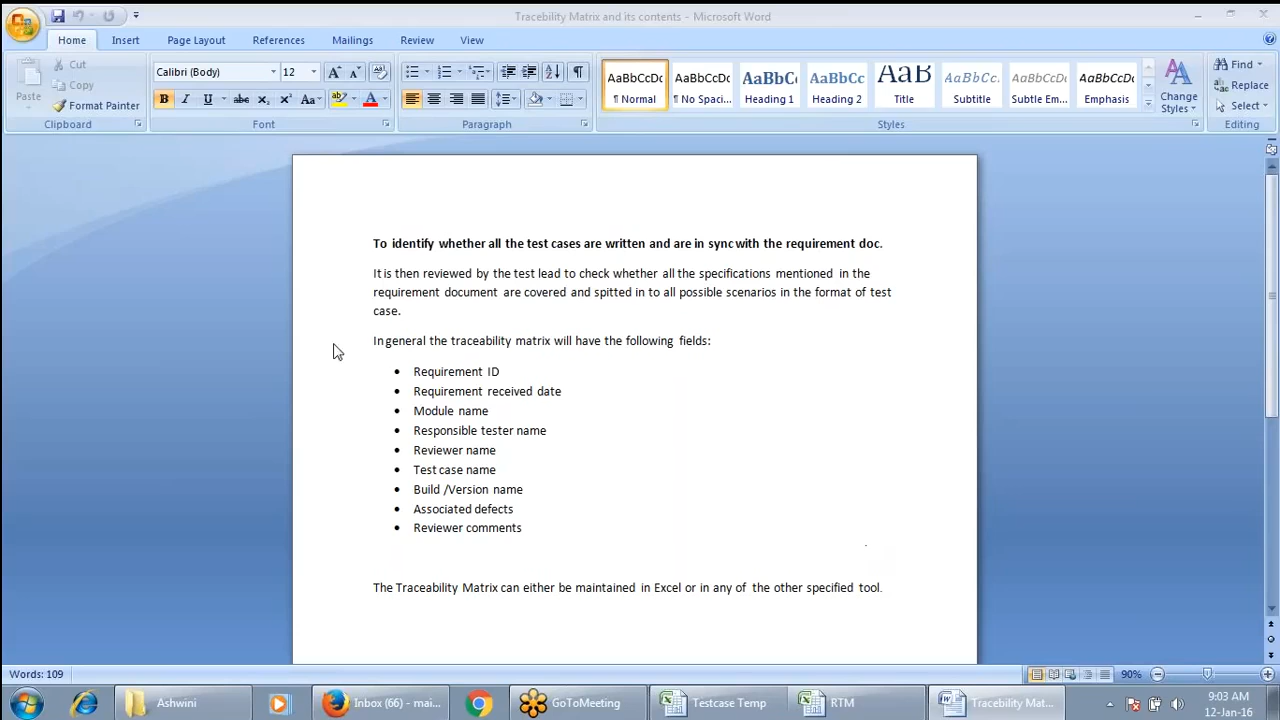 Tracebility Matrix and its contents - Microsoft Word
Home Insert Page Layout References Mailings Review View
Paste Cut Copy Format Painter
Calibri (Body) 12
B I U abc X₂ X² Aa A
AaBbCcDc AaBbCcDc AaBbCc AaBbCc AaB AaBbCc. AaBbCcDc AaBbCcDc
¶ Normal ¶ No Spaci... Heading 1 Heading 2 Title Subtitle Subtle Em... Emphasis
Change Styles
Find Replace Select
Clipboard Font Paragraph Styles Editing
To identify whether all the test cases are written and are in sync with the requirement doc.
It is then reviewed by the test lead to check whether all the specifications mentioned in the
requirement document are covered and spitted in to all possible scenarios in the format of test
case.
In general the traceability matrix will have the following fields:
• Requirement ID
• Requirement received date
• Module name
• Responsible tester name
• Reviewer name
• Test case name
• Build /Version name
• Associated defects
• Reviewer comments
The Traceability Matrix can either be maintained in Excel or in any of the other specified tool.
Words: 109 90%
Ashwini Inbox (66) - mai... GoToMeeting Testcase Temp RTM Tracebility Mat... 9:03 AM
12-Jan-16